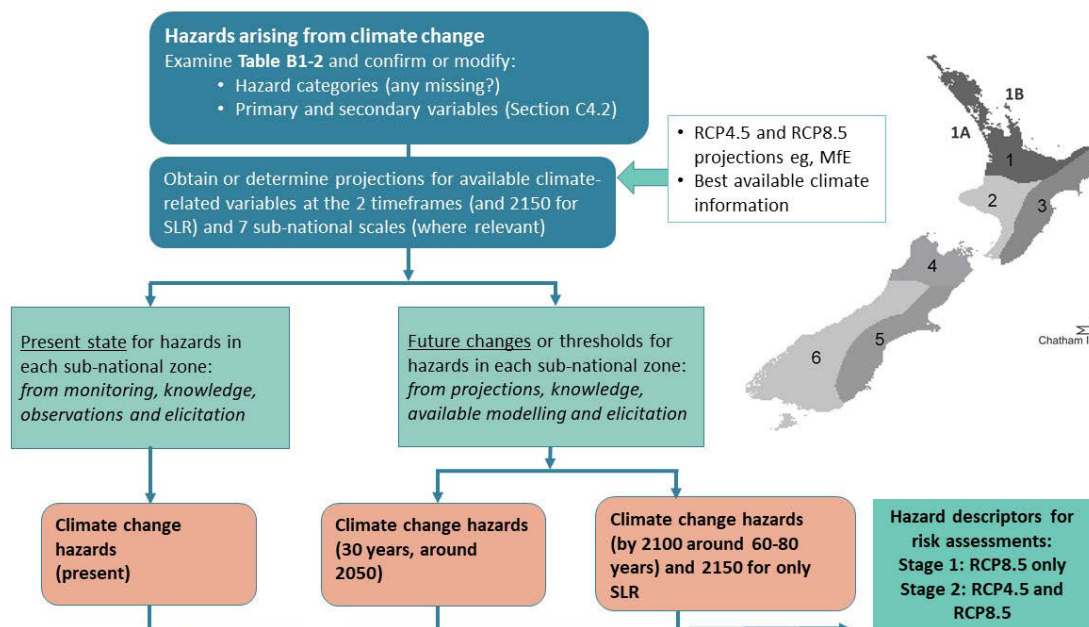 Hazards arising from climate change
Examine Table B1-2 and confirm or modify:
• Hazard categories (any missing?)
• Primary and secondary variables (Section C4.2)
• RCP4.5 and RCP8.5
projections eg, MfE
• Best available climate
information
Obtain or determine projections for available climate-
related variables at the 2 timeframes (and 2150 for
SLR) and 7 sub-national scales (where relevant)
1B
1A
1
2
3
4
5
6
M
Chatham I
Present state for hazards in
each sub-national zone:
from monitoring, knowledge,
observations and elicitation
Future changes or thresholds for
hazards in each sub-national zone:
from projections, knowledge,
available modelling and elicitation
Climate change
hazards
(present)
Climate change hazards
(30 years, around
2050)
Climate change hazards
(by 2100 around 60-80
years) and 2150 for only
SLR
Hazard descriptors for
risk assessments:
Stage 1: RCP8.5 only
Stage 2: RCP4.5 and
RCP8.5